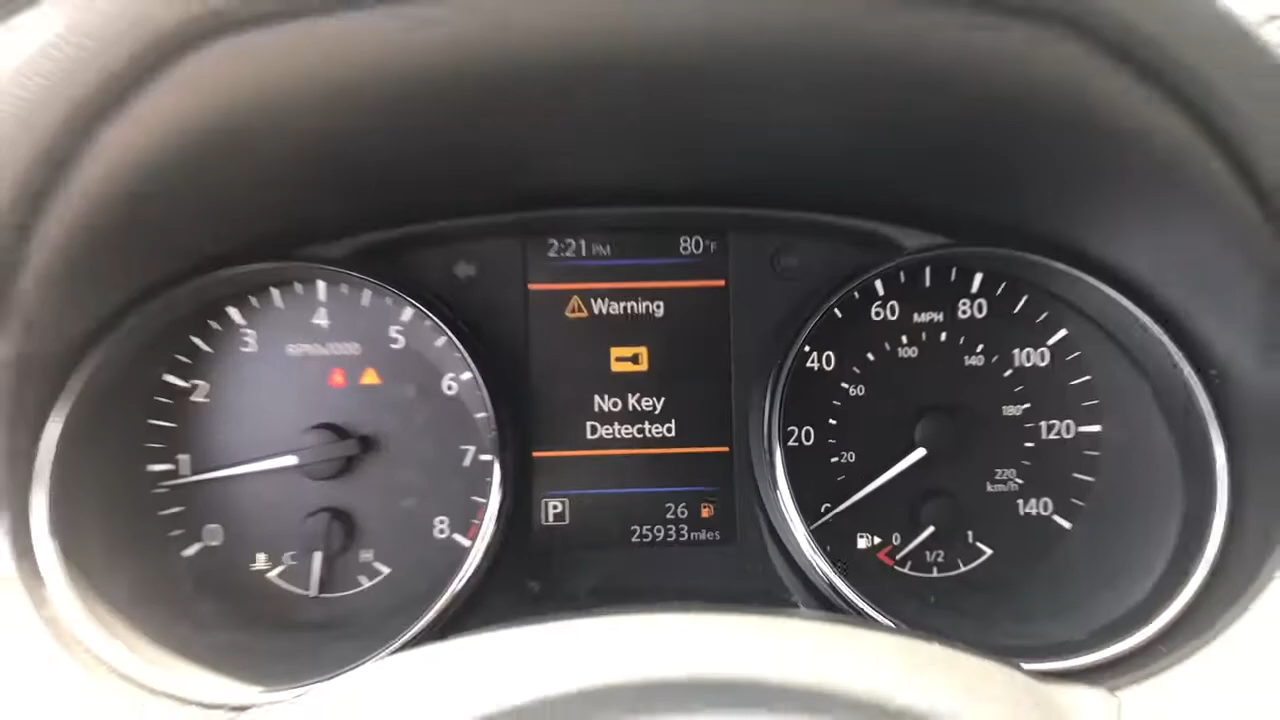 2:21 PM 80°F
Warning
No Key
Detected
P 26
25933 miles
0 1 2 3 4 5 6 7 8
C H
0 20 40 60 80 100 120 140
MPH
20 60 100 140 180 220
km/h
0 1/2 1